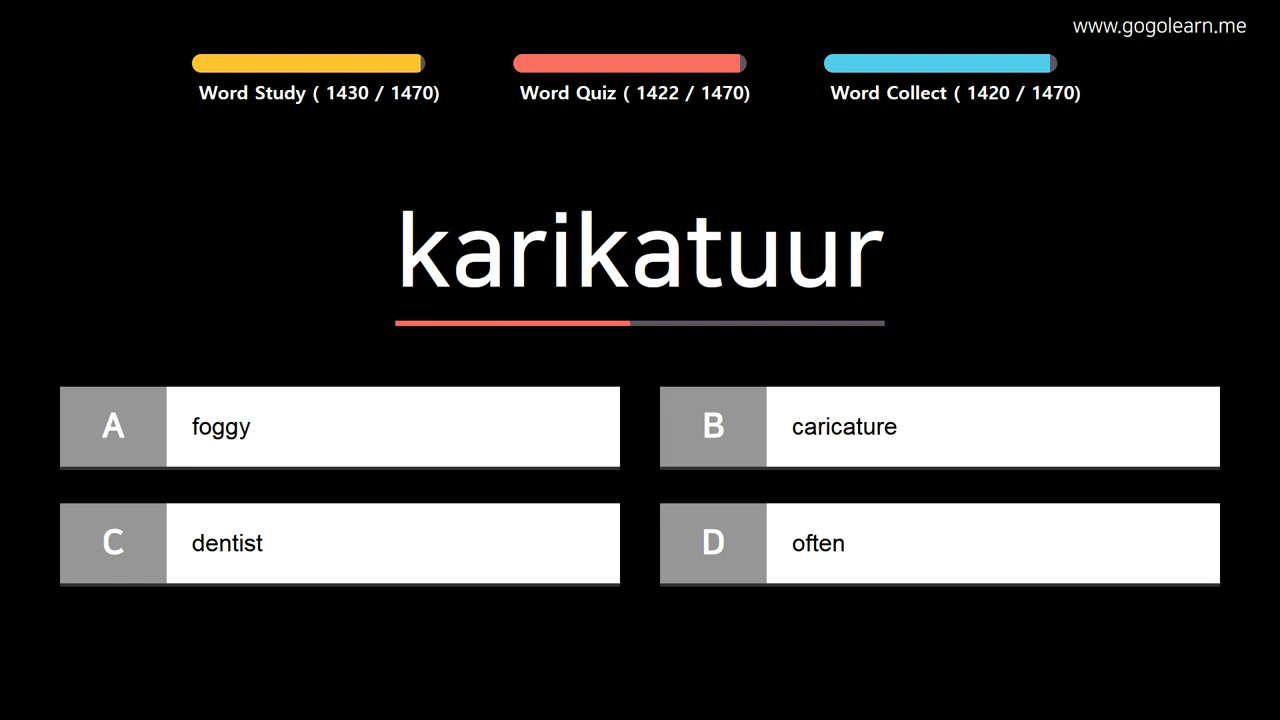 www.gogolearn.me
Word Study ( 1430 / 1470)
Word Quiz ( 1422 / 1470)
Word Collect ( 1420 / 1470)
karikatuur
A foggy
B caricature
C dentist
D often